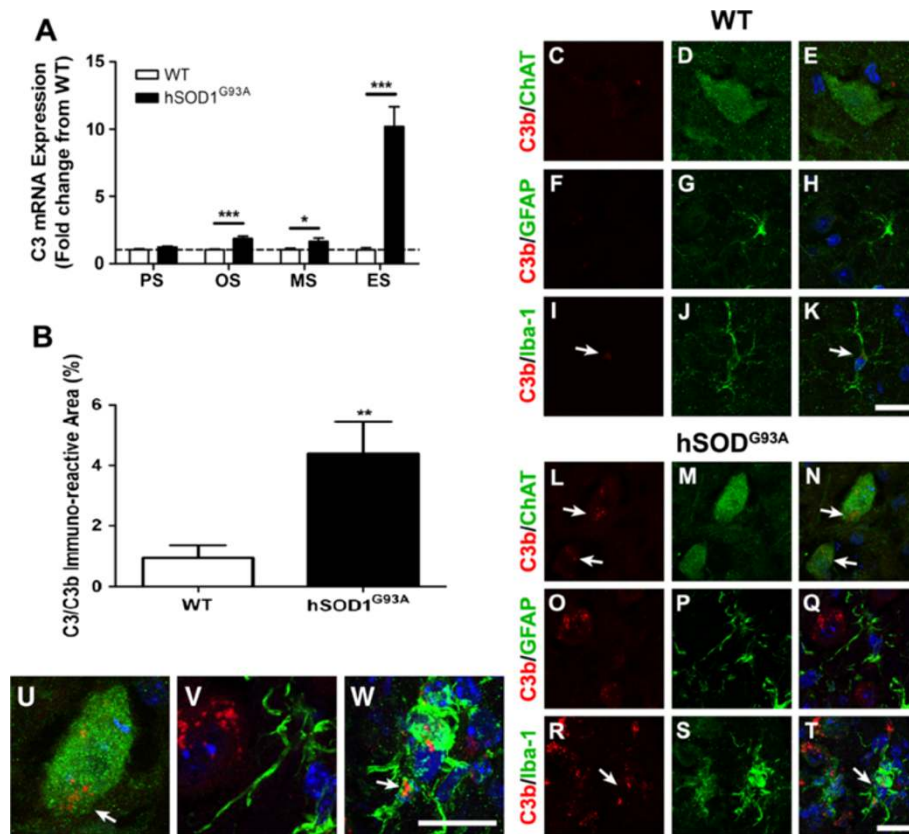 A
C3 mRNA Expression
(Fold change from WT)
15
10
5
0
WT
hSOD1G93A
***
*
***
PS OS MS ES
B
C3/C3b Immuno-reactive Area (%)
6
4
2
0
**
WT hSOD1G93A
U V W
WT
C3b/ChAT
C D E
C3b/GFAP
F G H
C3b/Iba-1
I J K
hSODG93A
C3b/ChAT
L M N
C3b/GFAP
O P Q
C3b/Iba-1
R S T